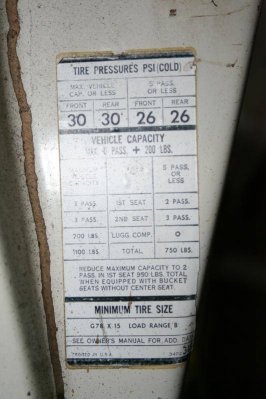 TIRE PRESSURES PSI (COLD)
MAX. VEHICLE CAP. OR LESS
5 PASS. OR LESS
FRONT REAR FRONT REAR
30 30 26 26
VEHICLE CAPACITY
MAX. 6 PASS. + 200 LBS.
VEHICLE
5 PASS. OR LESS
3 PASS. 1ST SEAT 2 PASS.
3 PASS. 2ND SEAT 3 PASS.
200 LBS. LUGG COMP. O
1100 LBS. TOTAL 750 LBS.
REDUCE MAXIMUM CAPACITY TO 2
PASS. IN 1ST SEAT 950 LBS. TOTAL
WHEN EQUIPPED WITH BUCKET
SEATS WITHOUT CENTER SEAT.
MINIMUM TIRE SIZE
G78 X 15 LOAD RANGE B
SEE OWNER'S MANUAL FOR ADD. DATA
PRINTED IN U.S.A.